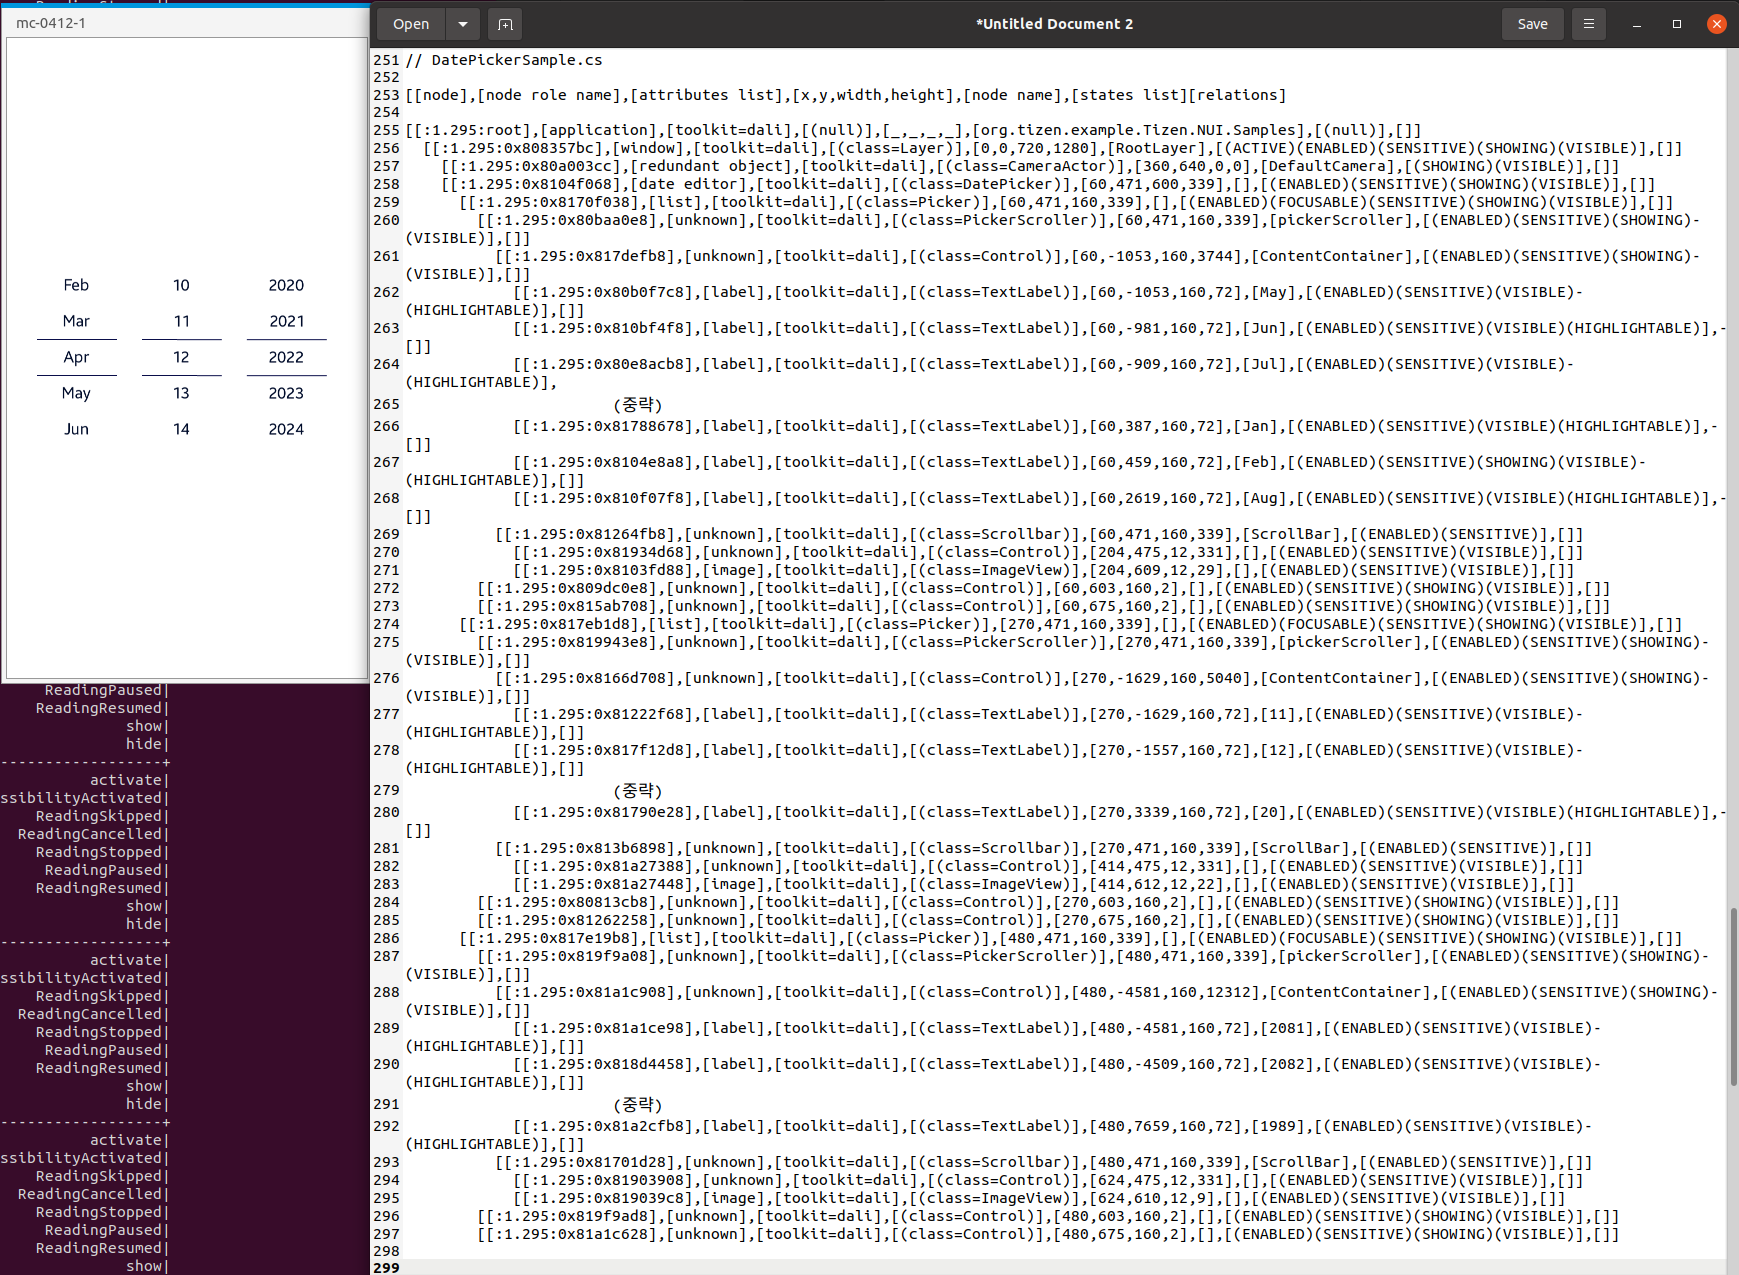 mc-0412-1
Feb 10 2020
Mar 11 2021
Apr 12 2022
May 13 2023
Jun 14 2024
ReadingPaused|
ReadingResumed|
show|
hide|
------------------+
activate|
ssibilityActivated|
ReadingSkipped|
ReadingCancelled|
ReadingStopped|
ReadingPaused|
ReadingResumed|
show|
hide|
------------------+
activate|
ssibilityActivated|
ReadingSkipped|
ReadingCancelled|
ReadingStopped|
ReadingPaused|
ReadingResumed|
show|
hide|
------------------+
activate|
ssibilityActivated|
ReadingSkipped|
ReadingCancelled|
ReadingStopped|
ReadingPaused|
ReadingResumed|
show|
Open *Untitled Document 2 Save
251 // DatePickerSample.cs
252
253 [[node],[node role name],[attributes list],[x,y,width,height],[node name],[states list][relations]
254
255 [[:1.295:root],[application],[toolkit=dali],[(null)],[_,_,_,_],[org.tizen.example.Tizen.NUI.Samples],[(null)],[]]
256 [[:1.295:0x808357bc],[window],[toolkit=dali],[(class=Layer)],[0,0,720,1280],[RootLayer],[(ACTIVE)(ENABLED)(SENSITIVE)(SHOWING)(VISIBLE)],[]]
257 [[:1.295:0x80a003cc],[redundant object],[toolkit=dali],[(class=CameraActor)],[360,640,0,0],[DefaultCamera],[(SHOWING)(VISIBLE)],[]]
258 [[:1.295:0x8104f068],[date editor],[toolkit=dali],[(class=DatePicker)],[60,471,600,339],[],[(ENABLED)(SENSITIVE)(SHOWING)(VISIBLE)],[]]
259 [[:1.295:0x8170f038],[list],[toolkit=dali],[(class=Picker)],[60,471,160,339],[],[(ENABLED)(FOCUSABLE)(SENSITIVE)(SHOWING)(VISIBLE)],[]]
260 [[:1.295:0x80baa0e8],[unknown],[toolkit=dali],[(class=PickerScroller)],[60,471,160,339],[pickerScroller],[(ENABLED)(SENSITIVE)(SHOWING)-
(VISIBLE)],[]]
261 [[:1.295:0x817defb8],[unknown],[toolkit=dali],[(class=Control)],[60,-1053,160,3744],[ContentContainer],[(ENABLED)(SENSITIVE)(SHOWING)-
(VISIBLE)],[]]
262 [[:1.295:0x80b0f7c8],[label],[toolkit=dali],[(class=TextLabel)],[60,-1053,160,72],[May],[(ENABLED)(SENSITIVE)(VISIBLE)-
(HIGHLIGHTABLE)],[]]
263 [[:1.295:0x810bf4f8],[label],[toolkit=dali],[(class=TextLabel)],[60,-981,160,72],[Jun],[(ENABLED)(SENSITIVE)(VISIBLE)(HIGHLIGHTABLE)],-
[]]
264 [[:1.295:0x80e8acb8],[label],[toolkit=dali],[(class=TextLabel)],[60,-909,160,72],[Jul],[(ENABLED)(SENSITIVE)(VISIBLE)-
(HIGHLIGHTABLE)],
265 (중략)
266 [[:1.295:0x81788678],[label],[toolkit=dali],[(class=TextLabel)],[60,387,160,72],[Jan],[(ENABLED)(SENSITIVE)(VISIBLE)(HIGHLIGHTABLE)],-
[]]
267 [[:1.295:0x8104e8a8],[label],[toolkit=dali],[(class=TextLabel)],[60,459,160,72],[Feb],[(ENABLED)(SENSITIVE)(SHOWING)(VISIBLE)-
(HIGHLIGHTABLE)],[]]
268 [[:1.295:0x810f07f8],[label],[toolkit=dali],[(class=TextLabel)],[60,2619,160,72],[Aug],[(ENABLED)(SENSITIVE)(VISIBLE)(HIGHLIGHTABLE)],-
[]]
269 [[:1.295:0x81264fb8],[unknown],[toolkit=dali],[(class=Scrollbar)],[60,471,160,339],[ScrollBar],[(ENABLED)(SENSITIVE)],[]]
270 [[:1.295:0x81934d68],[unknown],[toolkit=dali],[(class=Control)],[204,475,12,331],[],[(ENABLED)(SENSITIVE)(VISIBLE)],[]]
271 [[:1.295:0x8103fd88],[image],[toolkit=dali],[(class=ImageView)],[204,609,12,29],[],[(ENABLED)(SENSITIVE)(VISIBLE)],[]]
272 [[:1.295:0x809dc0e8],[unknown],[toolkit=dali],[(class=Control)],[60,603,160,2],[],[(ENABLED)(SENSITIVE)(SHOWING)(VISIBLE)],[]]
273 [[:1.295:0x815ab708],[unknown],[toolkit=dali],[(class=Control)],[60,675,160,2],[],[(ENABLED)(SENSITIVE)(SHOWING)(VISIBLE)],[]]
274 [[:1.295:0x817eb1d8],[list],[toolkit=dali],[(class=Picker)],[270,471,160,339],[],[(ENABLED)(FOCUSABLE)(SENSITIVE)(SHOWING)(VISIBLE)],[]]
275 [[:1.295:0x819943e8],[unknown],[toolkit=dali],[(class=PickerScroller)],[270,471,160,339],[pickerScroller],[(ENABLED)(SENSITIVE)(SHOWING)-
(VISIBLE)],[]]
276 [[:1.295:0x8166d708],[unknown],[toolkit=dali],[(class=Control)],[270,-1629,160,5040],[ContentContainer],[(ENABLED)(SENSITIVE)(SHOWING)-
(VISIBLE)],[]]
277 [[:1.295:0x81222f68],[label],[toolkit=dali],[(class=TextLabel)],[270,-1629,160,72],[11],[(ENABLED)(SENSITIVE)(VISIBLE)-
(HIGHLIGHTABLE)],[]]
278 [[:1.295:0x817f12d8],[label],[toolkit=dali],[(class=TextLabel)],[270,-1557,160,72],[12],[(ENABLED)(SENSITIVE)(VISIBLE)-
(HIGHLIGHTABLE)],[]]
279 (중략)
280 [[:1.295:0x81790e28],[label],[toolkit=dali],[(class=TextLabel)],[270,3339,160,72],[20],[(ENABLED)(SENSITIVE)(VISIBLE)(HIGHLIGHTABLE)],-
[]]
281 [[:1.295:0x813b6898],[unknown],[toolkit=dali],[(class=Scrollbar)],[270,471,160,339],[ScrollBar],[(ENABLED)(SENSITIVE)],[]]
282 [[:1.295:0x81a27388],[unknown],[toolkit=dali],[(class=Control)],[414,475,12,331],[],[(ENABLED)(SENSITIVE)(VISIBLE)],[]]
283 [[:1.295:0x81a27448],[image],[toolkit=dali],[(class=ImageView)],[414,612,12,22],[],[(ENABLED)(SENSITIVE)(VISIBLE)],[]]
284 [[:1.295:0x80813cb8],[unknown],[toolkit=dali],[(class=Control)],[270,603,160,2],[],[(ENABLED)(SENSITIVE)(SHOWING)(VISIBLE)],[]]
285 [[:1.295:0x81262258],[unknown],[toolkit=dali],[(class=Control)],[270,675,160,2],[],[(ENABLED)(SENSITIVE)(SHOWING)(VISIBLE)],[]]
286 [[:1.295:0x817e19b8],[list],[toolkit=dali],[(class=Picker)],[480,471,160,339],[],[(ENABLED)(FOCUSABLE)(SENSITIVE)(SHOWING)(VISIBLE)],[]]
287 [[:1.295:0x819f9a08],[unknown],[toolkit=dali],[(class=PickerScroller)],[480,471,160,339],[pickerScroller],[(ENABLED)(SENSITIVE)(SHOWING)-
(VISIBLE)],[]]
288 [[:1.295:0x81a1c908],[unknown],[toolkit=dali],[(class=Control)],[480,-4581,160,12312],[ContentContainer],[(ENABLED)(SENSITIVE)(SHOWING)-
(VISIBLE)],[]]
289 [[:1.295:0x81a1ce98],[label],[toolkit=dali],[(class=TextLabel)],[480,-4581,160,72],[2081],[(ENABLED)(SENSITIVE)(VISIBLE)-
(HIGHLIGHTABLE)],[]]
290 [[:1.295:0x818d4458],[label],[toolkit=dali],[(class=TextLabel)],[480,-4509,160,72],[2082],[(ENABLED)(SENSITIVE)(VISIBLE)-
(HIGHLIGHTABLE)],[]]
291 (중략)
292 [[:1.295:0x81a2cfb8],[label],[toolkit=dali],[(class=TextLabel)],[480,7659,160,72],[1989],[(ENABLED)(SENSITIVE)(VISIBLE)-
(HIGHLIGHTABLE)],[]]
293 [[:1.295:0x81701d28],[unknown],[toolkit=dali],[(class=Scrollbar)],[480,471,160,339],[ScrollBar],[(ENABLED)(SENSITIVE)],[]]
294 [[:1.295:0x81903908],[unknown],[toolkit=dali],[(class=Control)],[624,475,12,331],[],[(ENABLED)(SENSITIVE)(VISIBLE)],[]]
295 [[:1.295:0x819039c8],[image],[toolkit=dali],[(class=ImageView)],[624,610,12,9],[],[(ENABLED)(SENSITIVE)(VISIBLE)],[]]
296 [[:1.295:0x819f9ad8],[unknown],[toolkit=dali],[(class=Control)],[480,603,160,2],[],[(ENABLED)(SENSITIVE)(SHOWING)(VISIBLE)],[]]
297 [[:1.295:0x81a1c628],[unknown],[toolkit=dali],[(class=Control)],[480,675,160,2],[],[(ENABLED)(SENSITIVE)(SHOWING)(VISIBLE)],[]]
298
299